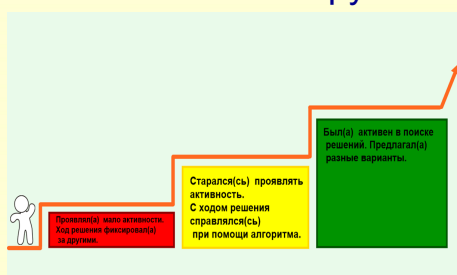 Проявлял(а) мало активности.
Ход решения фиксировал(а)
за другими.
Старался(сь) проявлять
активность.
С ходом решения
справлялся(сь)
при помощи алгоритма.
Был(а) активен в поиске
решений. Предлагал(а)
разные варианты.